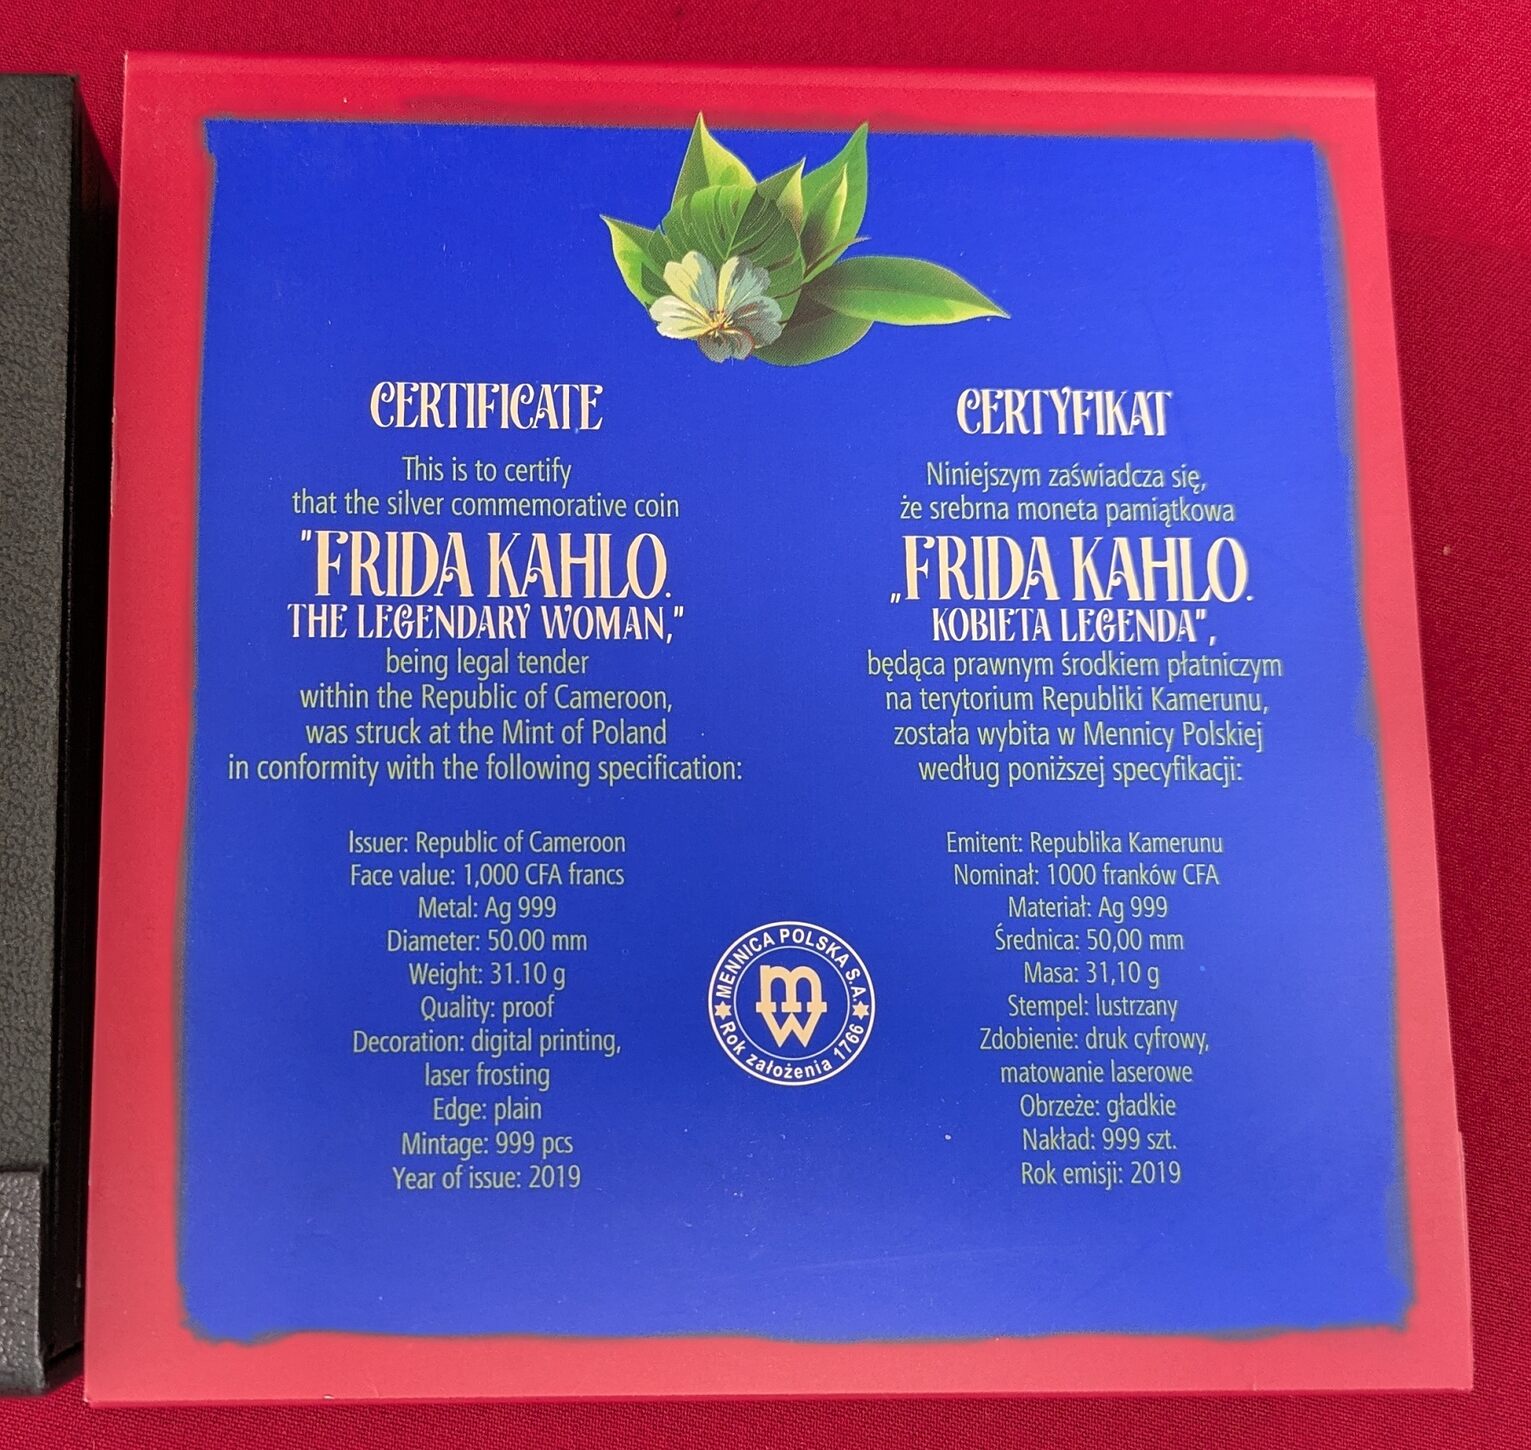 CERTIFICATE
This is to certify
that the silver commemorative coin
"FRIDA KAHLO.
THE LEGENDARY WOMAN,"
being legal tender
within the Republic of Cameroon,
was struck at the Mint of Poland
in conformity with the following specification:
Issuer: Republic of Cameroon
Face value: 1,000 CFA francs
Metal: Ag 999
Diameter: 50.00 mm
Weight: 31.10 g
Quality: proof
Decoration: digital printing,
laser frosting
Edge: plain
Mintage: 999 pcs
Year of issue: 2019
CERTYFIKAT
Niniejszym zaświadcza się,
że srebrna moneta pamiątkowa
„FRIDA KAHLO.
KOBIETA LEGENDA",
będąca prawnym środkiem płatniczym
na terytorium Republiki Kamerunu,
została wybita w Mennicy Polskiej
według poniższej specyfikacji:
Emitent: Republika Kamerunu
Nominał: 1000 franków CFA
Materiał: Ag 999
Średnica: 50,00 mm
Masa: 31,10 g
Stempel: lustrzany
Zdobienie: druk cyfrowy,
matowanie laserowe
Obrzeże: gładkie
Nakład: 999 szt.
Rok emisji: 2019
MENNICA POLSKA S.A.
mw
Rok założenia 1766